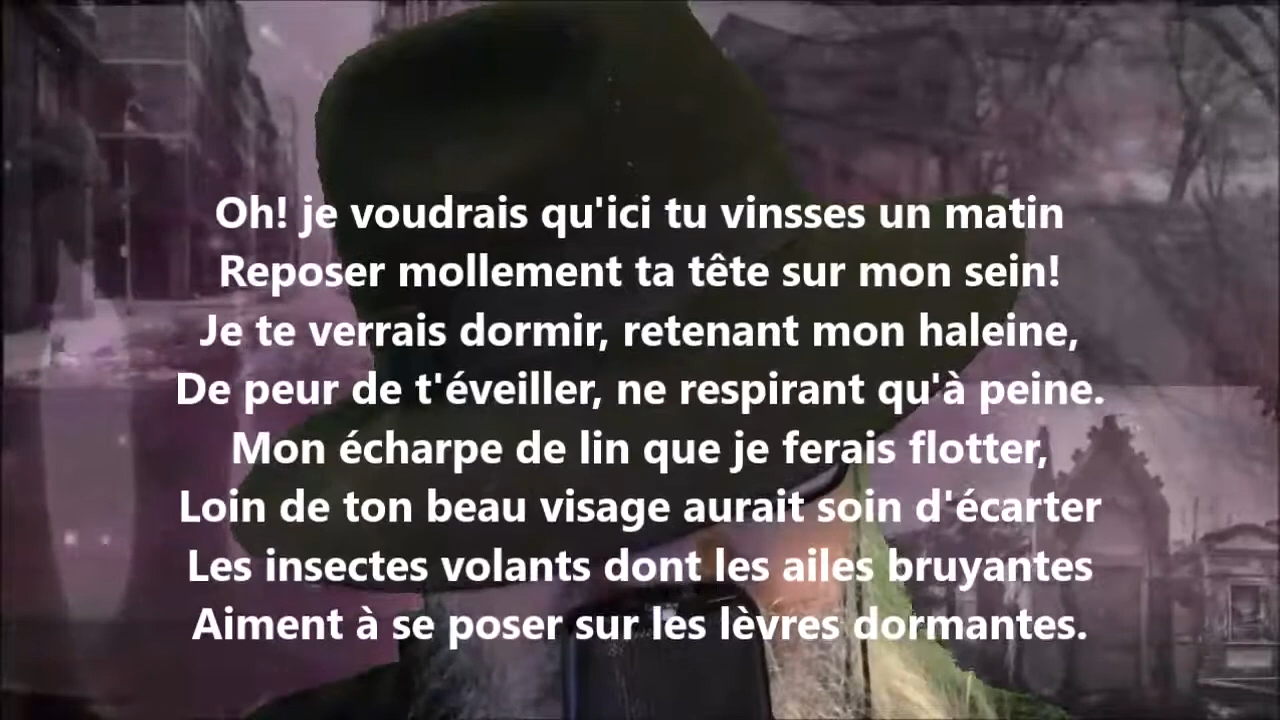 Oh! je voudrais qu'ici tu vinsses un matin
Reposer mollement ta tête sur mon sein!
Je te verrais dormir, retenant mon haleine,
De peur de t'éveiller, ne respirant qu'à peine.
Mon écharpe de lin que je ferais flotter,
Loin de ton beau visage aurait soin d'écarter
Les insectes volants dont les ailes bruyantes
Aiment à se poser sur les lèvres dormantes.